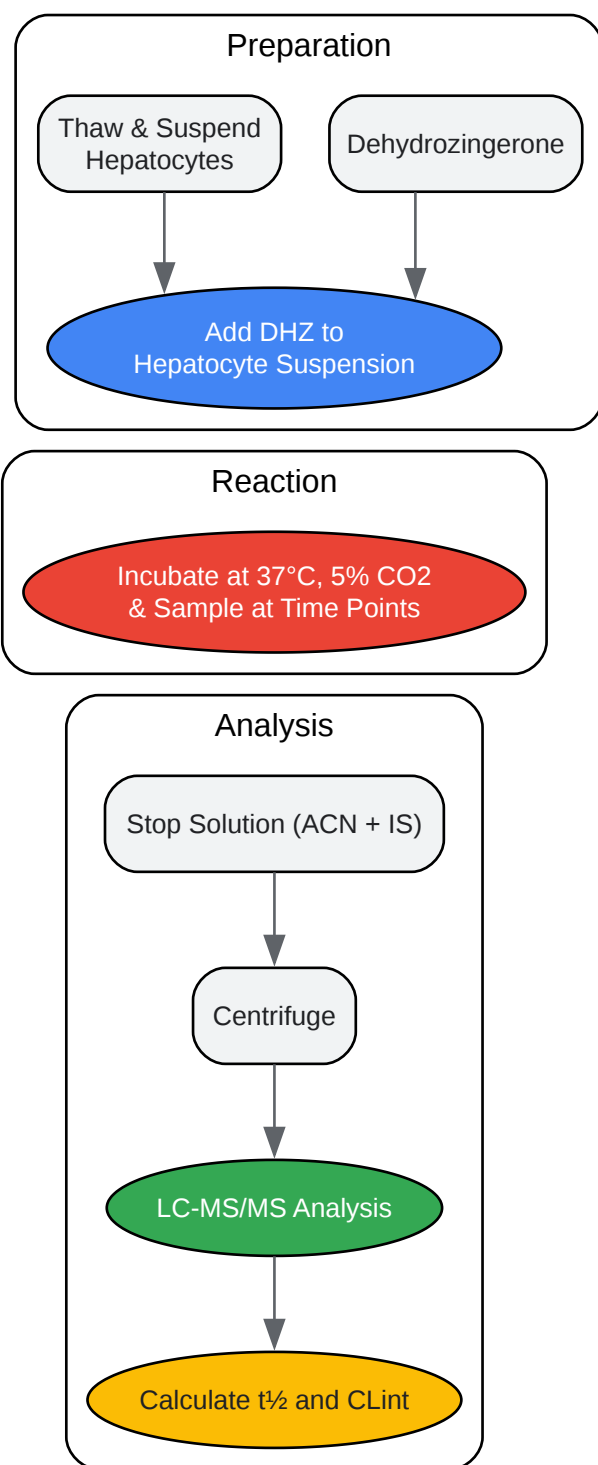 Preparation
Thaw & Suspend
Hepatocytes
Dehydrozingerone
Add DHZ to
Hepatocyte Suspension
Reaction
Incubate at 37°C, 5% CO2
& Sample at Time Points
Analysis
Stop Solution (ACN + IS)
Centrifuge
LC-MS/MS Analysis
Calculate t½ and CLint